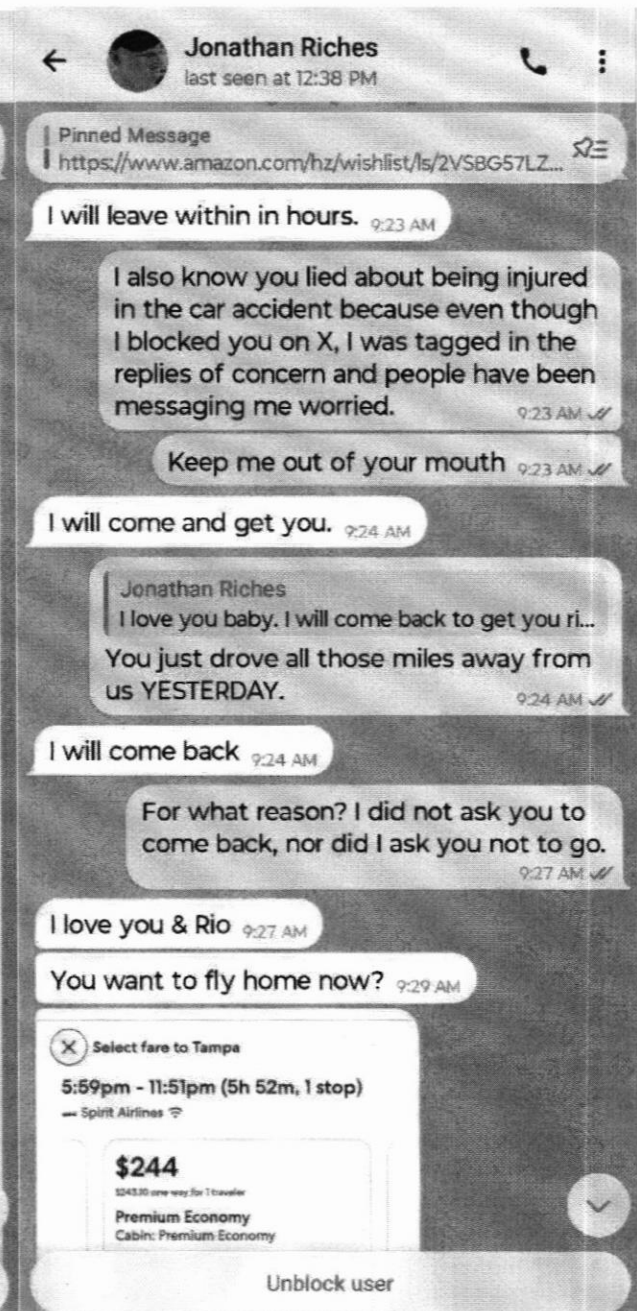 Jonathan Riches
last seen at 12:38 PM
Pinned Message
https://www.amazon.com/hz/wishlist/ls/2VSBG57LZ...
I will leave within in hours. 9:23 AM
I also know you lied about being injured
in the car accident because even though
I blocked you on X, I was tagged in the
replies of concern and people have been
messaging me worried. 9:23 AM
Keep me out of your mouth 9:23 AM
I will come and get you. 9:24 AM
Jonathan Riches
I love you baby. I will come back to get you ri...
You just drove all those miles away from
us YESTERDAY. 9:24 AM
I will come back 9:24 AM
For what reason? I did not ask you to
come back, nor did I ask you not to go.
9:27 AM
I love you & Rio 9:27 AM
You want to fly home now? 9:29 AM
Select fare to Tampa
5:59pm - 11:51pm (5h 52m, 1 stop)
Spirit Airlines
$244
one way for 1 traveler
Premium Economy
Cabin: Premium Economy
Unblock user